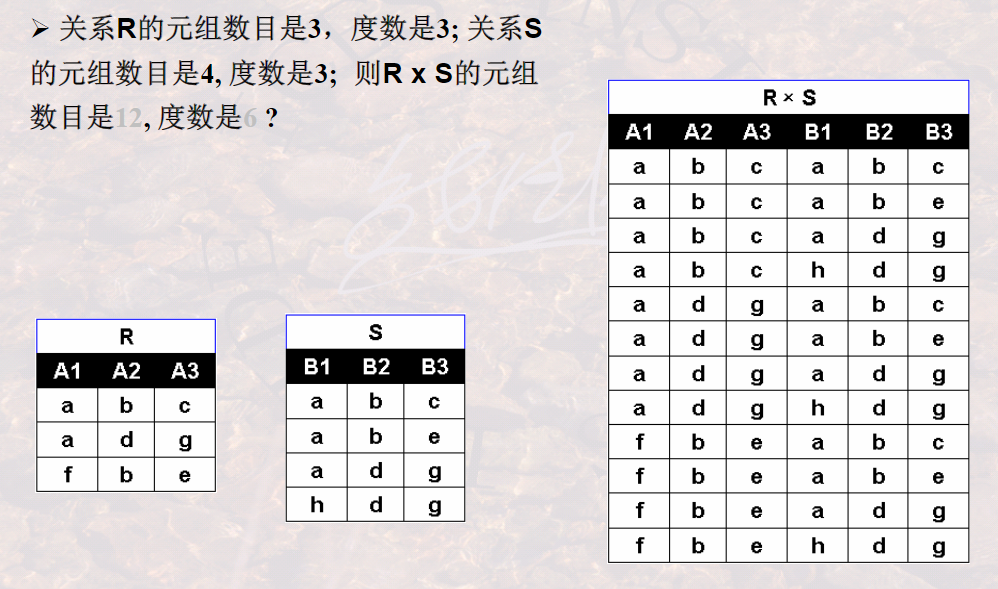 ➢ 关系R的元组数目是3，度数是3; 关系S
的元组数目是4, 度数是3; 则R x S的元组
数目是12, 度数是6 ?
R × S
A1 A2 A3 B1 B2 B3
a b c a b c
a b c a b e
a b c a d g
a b c h d g
a d g a b c
a d g a b e
a d g a d g
a d g h d g
f b e a b c
f b e a b e
f b e a d g
f b e h d g
R
A1 A2 A3
a b c
a d g
f b e
S
B1 B2 B3
a b c
a b e
a d g
h d g